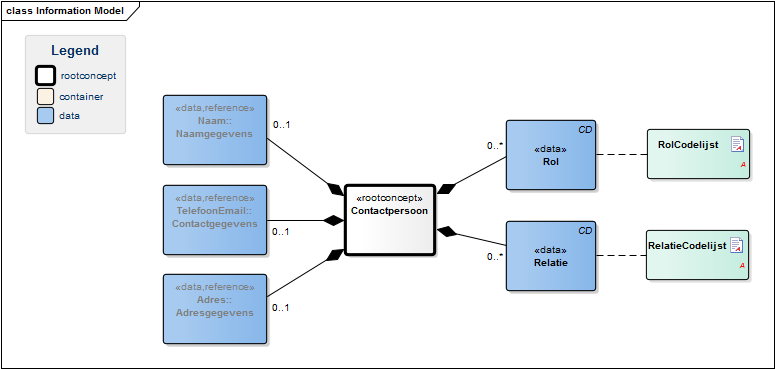 class Information Model
Legend
rootconcept
container
data
«data,reference»
Naam::
Naamgegevens
0..1
«data,reference»
TelefoonEmail::
Contactgegevens
0..1
«data,reference»
Adres::
Adresgegevens
0..1
«rootconcept»
Contactpersoon
CD
«data»
Rol
0..*
RolCodelijst
A
CD
«data»
Relatie
0..*
RelatieCodelijst
A